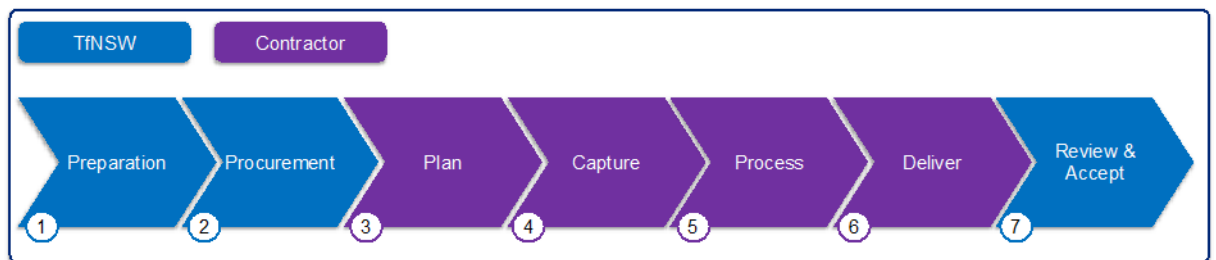 TfNSW
Contractor
Preparation
Procurement
Plan
Capture
Process
Deliver
Review &
Accept
1
2
3
4
5
6
7